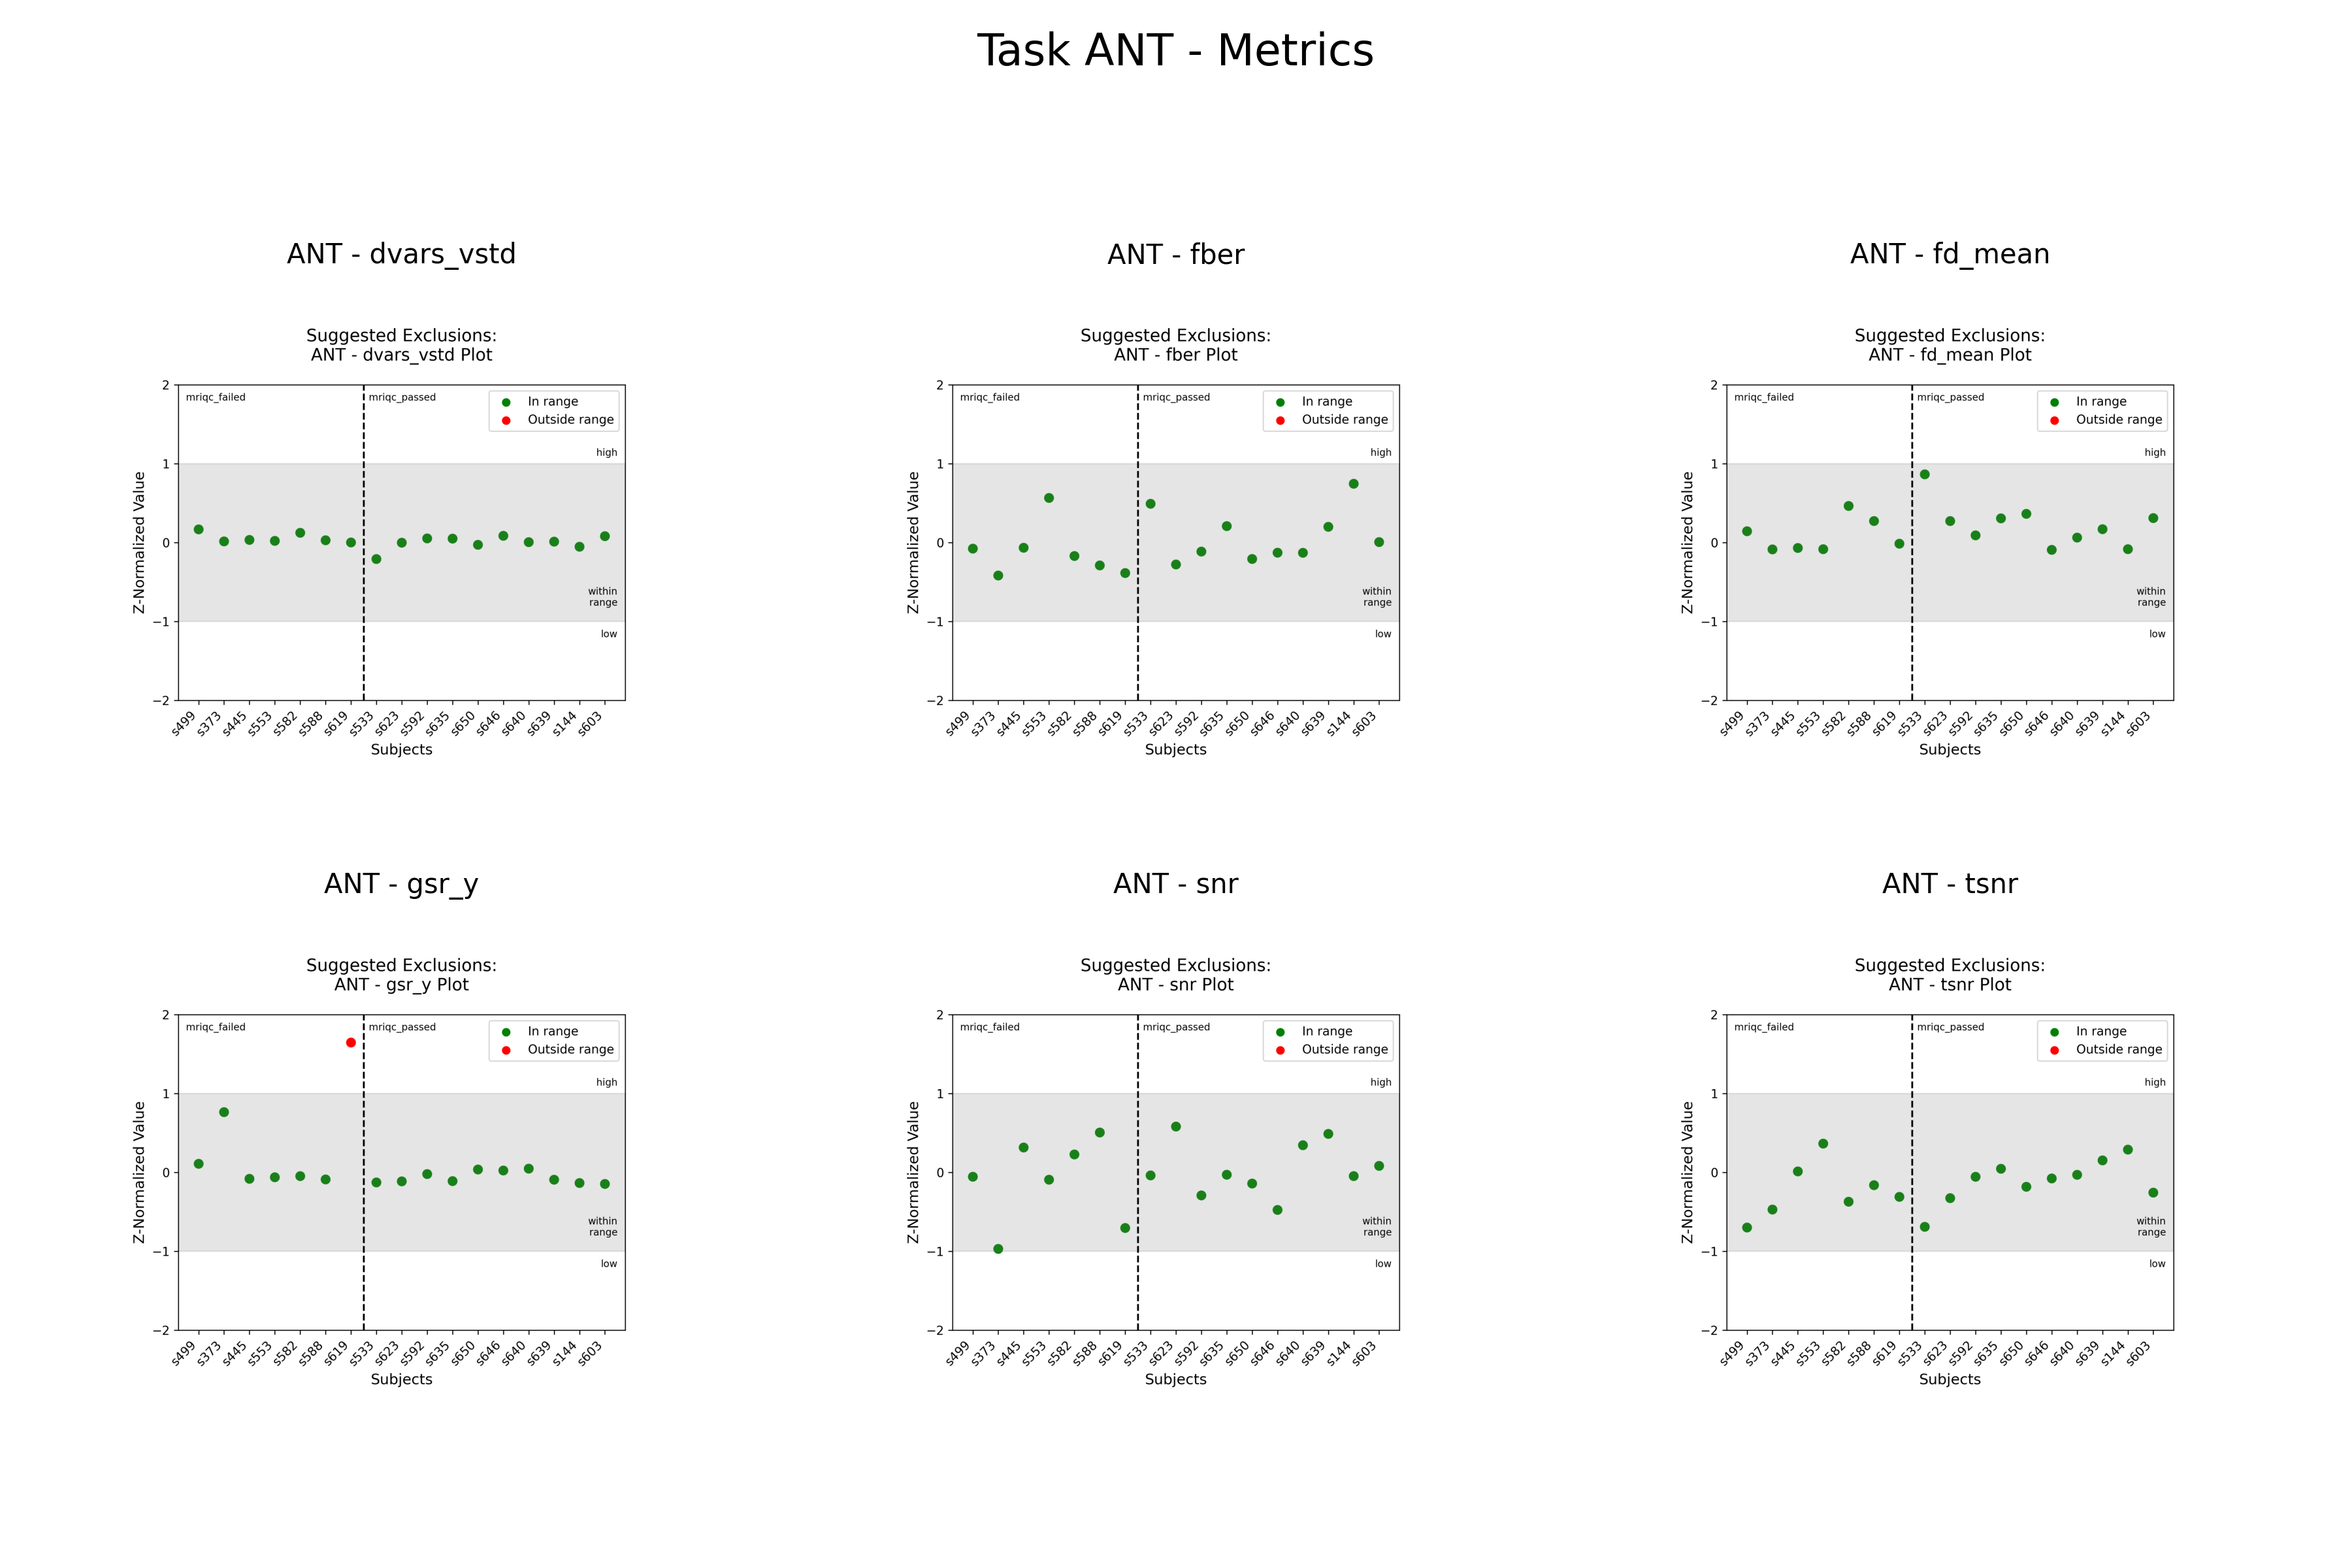 Task ANT - Metrics
ANT - dvars_vstd
Suggested Exclusions:
ANT - dvars_vstd Plot
2
1
0
−1
−2
Z-Normalized Value
mriqc_failed
mriqc_passed
In range
Outside range
high
within
range
low
s499
s373
s445
s553
s582
s588
s619
s533
s623
s592
s635
s650
s646
s640
s639
s144
s603
Subjects
ANT - fber
Suggested Exclusions:
ANT - fber Plot
2
1
0
−1
−2
Z-Normalized Value
mriqc_failed
mriqc_passed
In range
Outside range
high
within
range
low
s499
s373
s445
s553
s582
s588
s619
s533
s623
s592
s635
s650
s646
s640
s639
s144
s603
Subjects
ANT - fd_mean
Suggested Exclusions:
ANT - fd_mean Plot
2
1
0
−1
−2
Z-Normalized Value
mriqc_failed
mriqc_passed
In range
Outside range
high
within
range
low
s499
s373
s445
s553
s582
s588
s619
s533
s623
s592
s635
s650
s646
s640
s639
s144
s603
Subjects
ANT - gsr_y
Suggested Exclusions:
ANT - gsr_y Plot
2
1
0
−1
−2
Z-Normalized Value
mriqc_failed
mriqc_passed
In range
Outside range
high
within
range
low
s499
s373
s445
s553
s582
s588
s619
s533
s623
s592
s635
s650
s646
s640
s639
s144
s603
Subjects
ANT - snr
Suggested Exclusions:
ANT - snr Plot
2
1
0
−1
−2
Z-Normalized Value
mriqc_failed
mriqc_passed
In range
Outside range
high
within
range
low
s499
s373
s445
s553
s582
s588
s619
s533
s623
s592
s635
s650
s646
s640
s639
s144
s603
Subjects
ANT - tsnr
Suggested Exclusions:
ANT - tsnr Plot
2
1
0
−1
−2
Z-Normalized Value
mriqc_failed
mriqc_passed
In range
Outside range
high
within
range
low
s499
s373
s445
s553
s582
s588
s619
s533
s623
s592
s635
s650
s646
s640
s639
s144
s603
Subjects